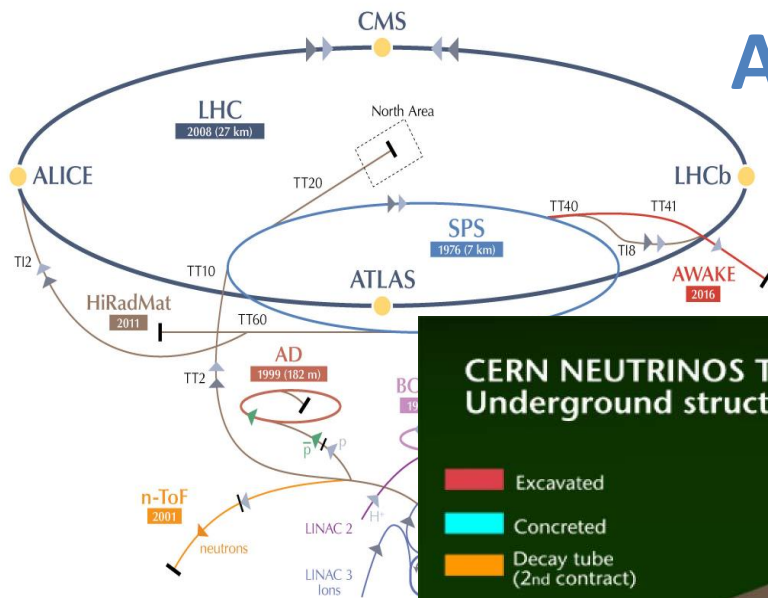 CMS
A
LHC
2008 (27 km)
North Area
ALICE
TT20
LHCb
TT40
TT41
SPS
1976 (7 km)
TI8
TI2
TT10
ATLAS
AWAKE
2016
HiRadMat
2011
TT60
AD
1999 (182 m)
TT2
BO
19
p
p
n-ToF
2001
neutrons
LINAC 2
H+
LINAC 3
Ions
CERN NEUTRINOS T
Underground struct
Excavated
Concreted
Decay tube
(2nd contract)